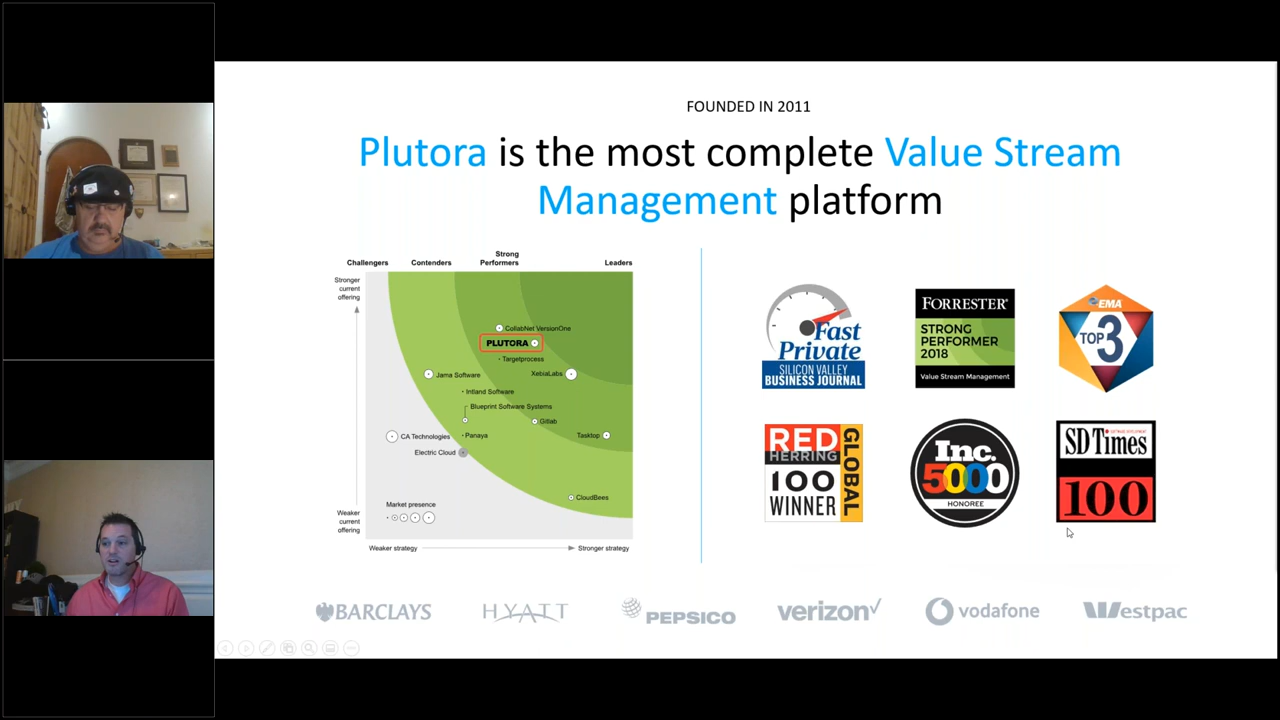 FOUNDED IN 2011
Plutora is the most complete Value Stream
Management platform
Challengers
Contenders
Strong
Performers
Leaders
Stronger
current
offering
CollabNet VersionOne
PLUTORA
Targetprocess
Jama Software
XebiaLabs
Intland Software
Blueprint Software Systems
Gitlab
CA Technologies
Panaya
Tasktop
Electric Cloud
CloudBees
Market presence
Weaker
current
offering
Weaker strategy
Stronger strategy
Fast
Private
SILICON VALLEY
BUSINESS JOURNAL
FORRESTER
STRONG
PERFORMER
2018
Value Stream Management
EMA
TOP 3
RED
HERRING
100
WINNER
GLOBAL
Inc.
5000
HONOREE
SD Times
100
BARCLAYS
HYATT
PEPSICO
verizon
vodafone
Westpac